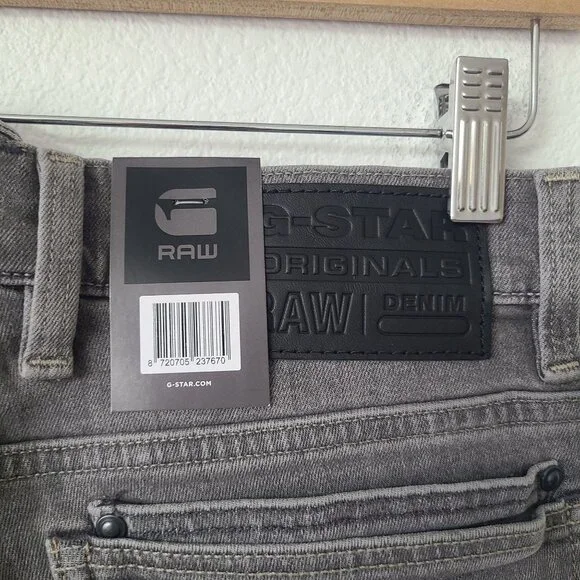 G
RAW
8 720705 237670
G-STAR.COM
G-STAR
ORIGINALS
RAW
DENIM